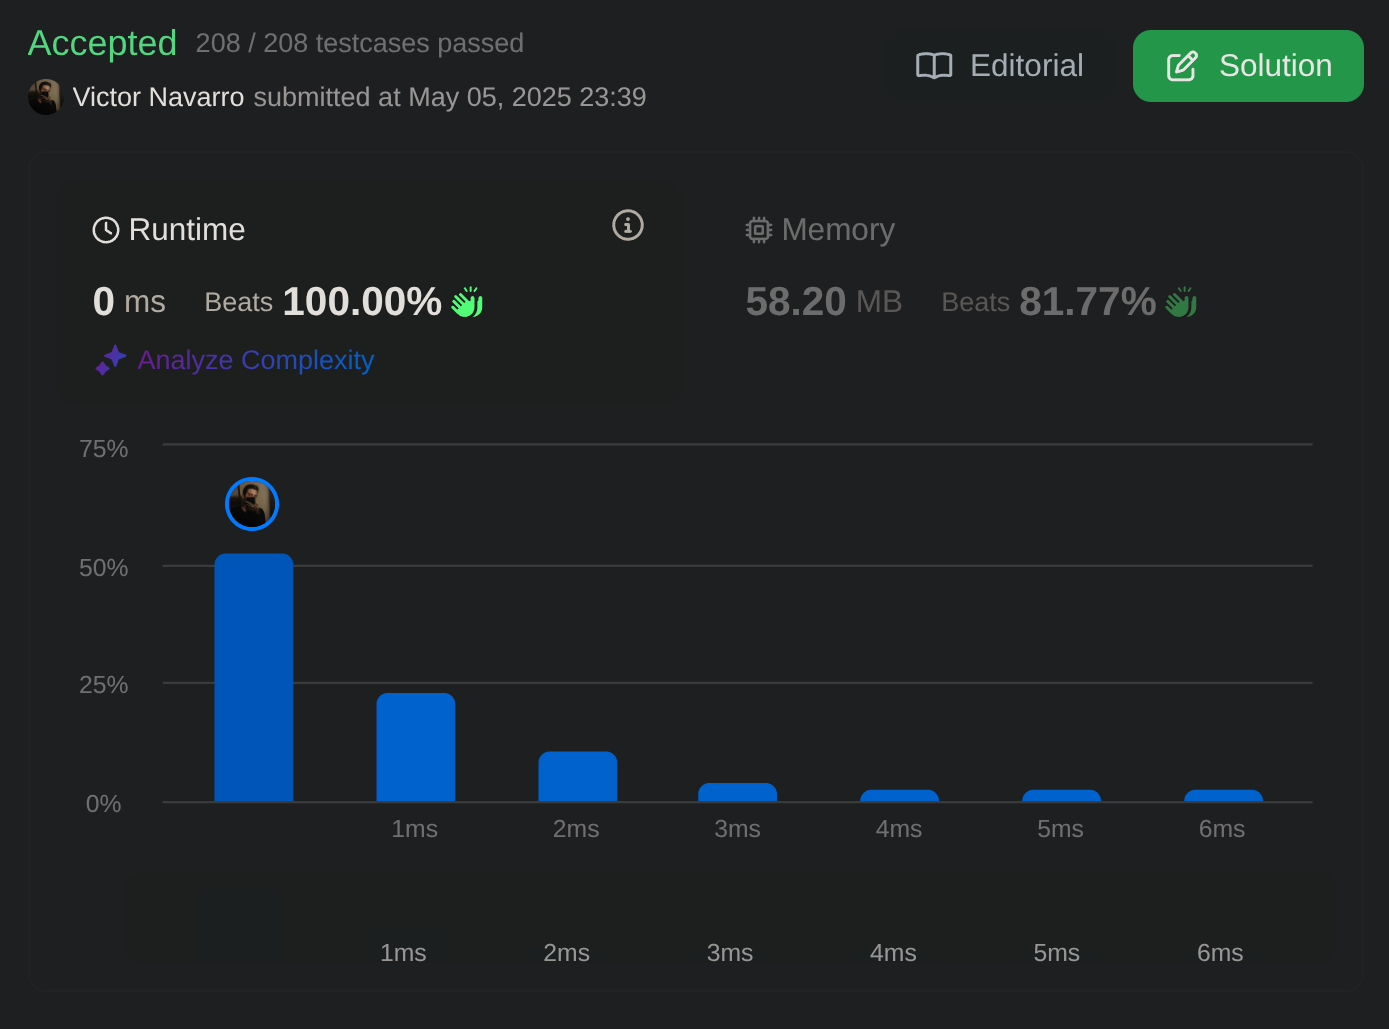 Accepted 208 / 208 testcases passed
Victor Navarro submitted at May 05, 2025 23:39
Editorial
Solution
Runtime
0 ms Beats 100.00%
Analyze Complexity
Memory
58.20 MB Beats 81.77%
75%
50%
25%
0%
1ms 2ms 3ms 4ms 5ms 6ms
1ms 2ms 3ms 4ms 5ms 6ms